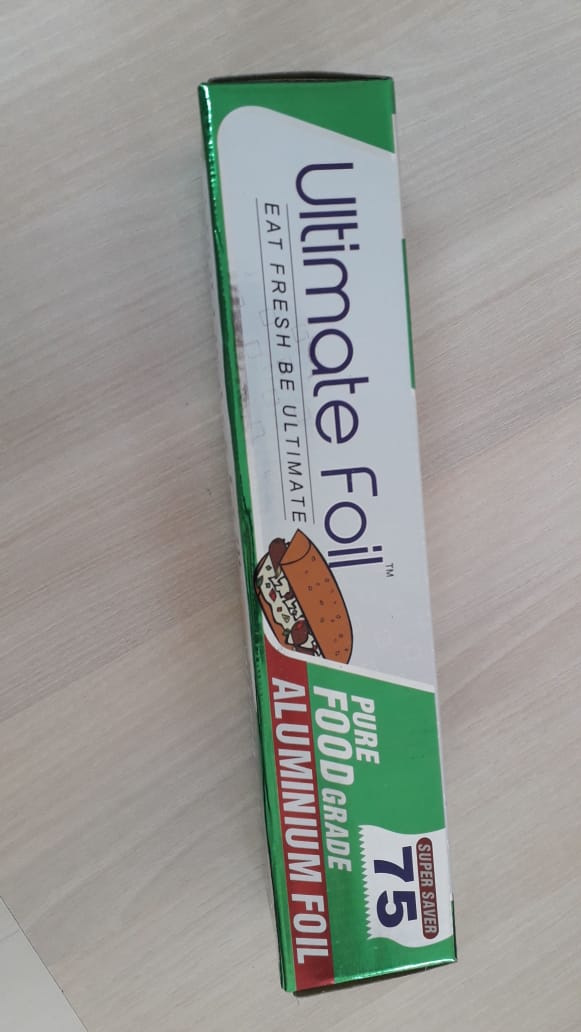 Ultimate Foil™
EAT FRESH BE ULTIMATE
PURE
FOOD GRADE
ALUMINIUM FOIL
SUPER SAVER
75